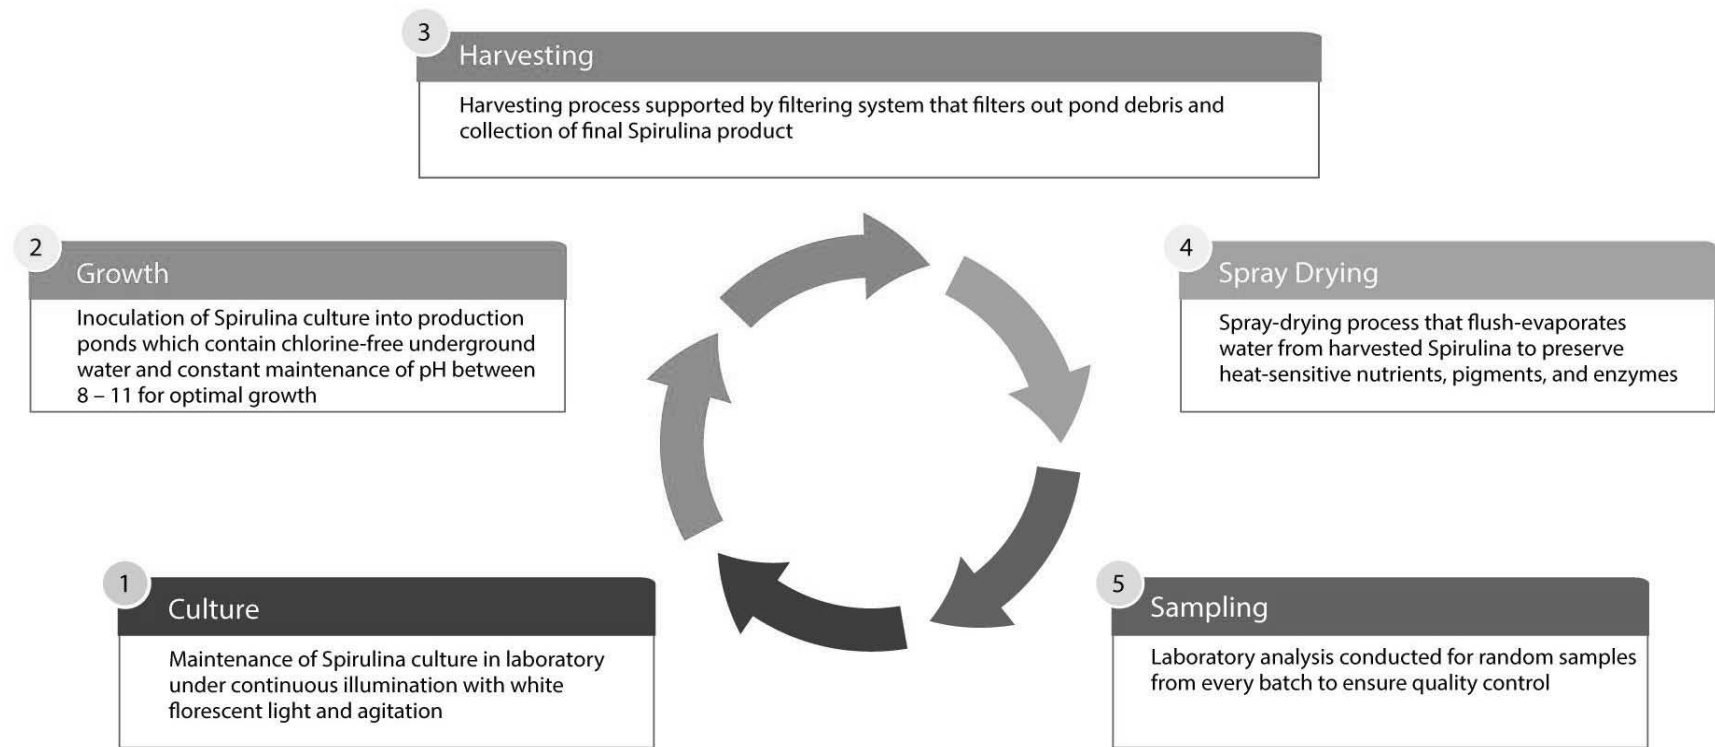 3
Harvesting
Harvesting process supported by filtering system that filters out pond debris and
collection of final Spirulina product
2
Growth
Inoculation of Spirulina culture into production
ponds which contain chlorine-free underground
water and constant maintenance of pH between
8 – 11 for optimal growth
4
Spray Drying
Spray-drying process that flush-evaporates
water from harvested Spirulina to preserve
heat-sensitive nutrients, pigments, and enzymes
1
Culture
Maintenance of Spirulina culture in laboratory
under continuous illumination with white
florescent light and agitation
5
Sampling
Laboratory analysis conducted for random samples
from every batch to ensure quality control